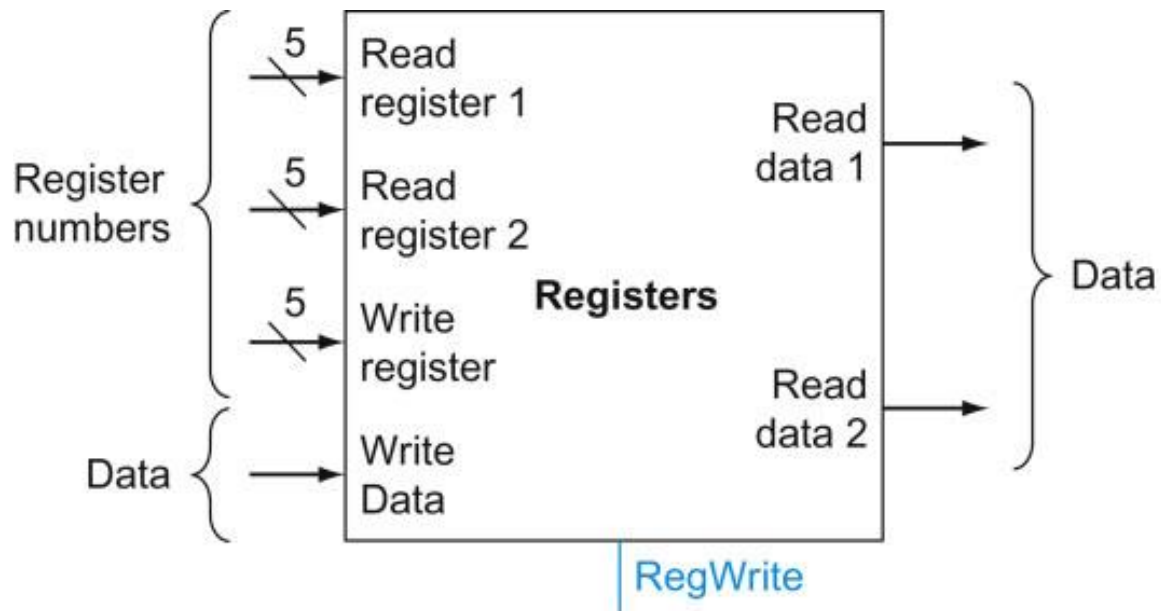 Register
numbers
Data
5
Read
register 1
5
Read
register 2
5
Write
register
Write
Data
Registers
Read
data 1
Read
data 2
Data
RegWrite